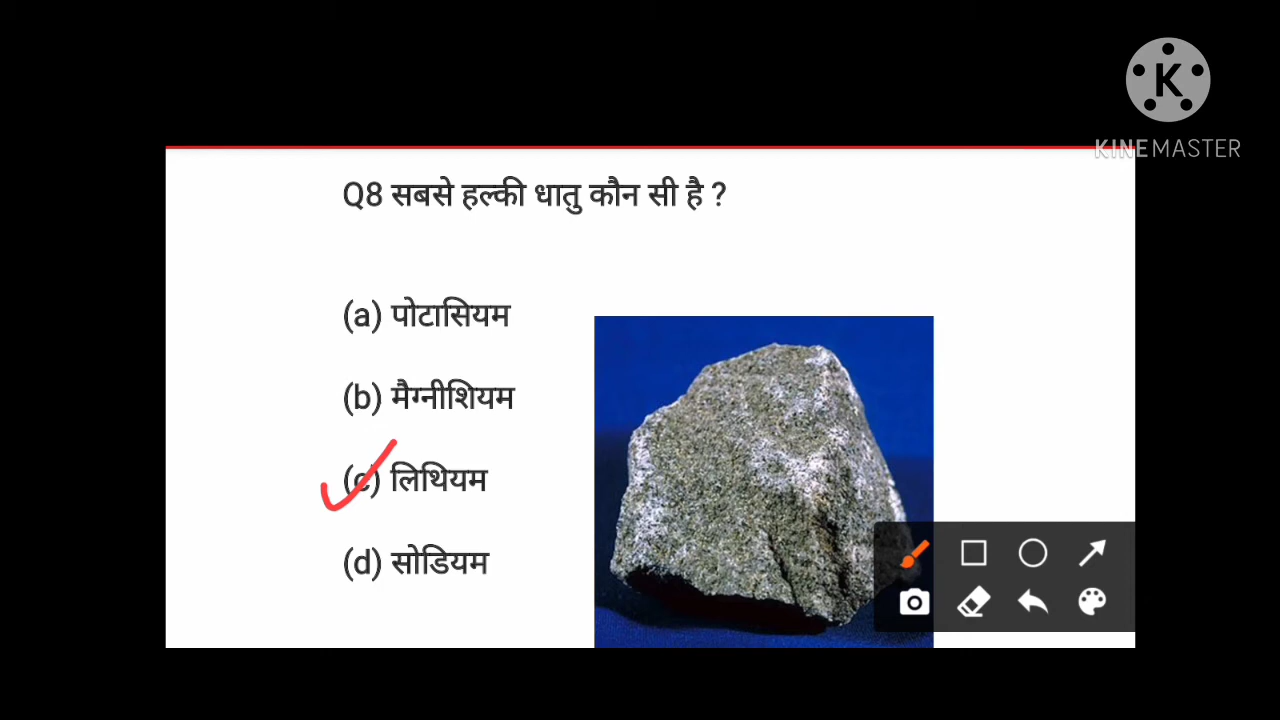 K
KINEMASTER
Q8 सबसे हल्की धातु कौन सी है ?
(a) पोटासियम
(b) मैग्नीशियम
(c) लिथियम
(d) सोडियम